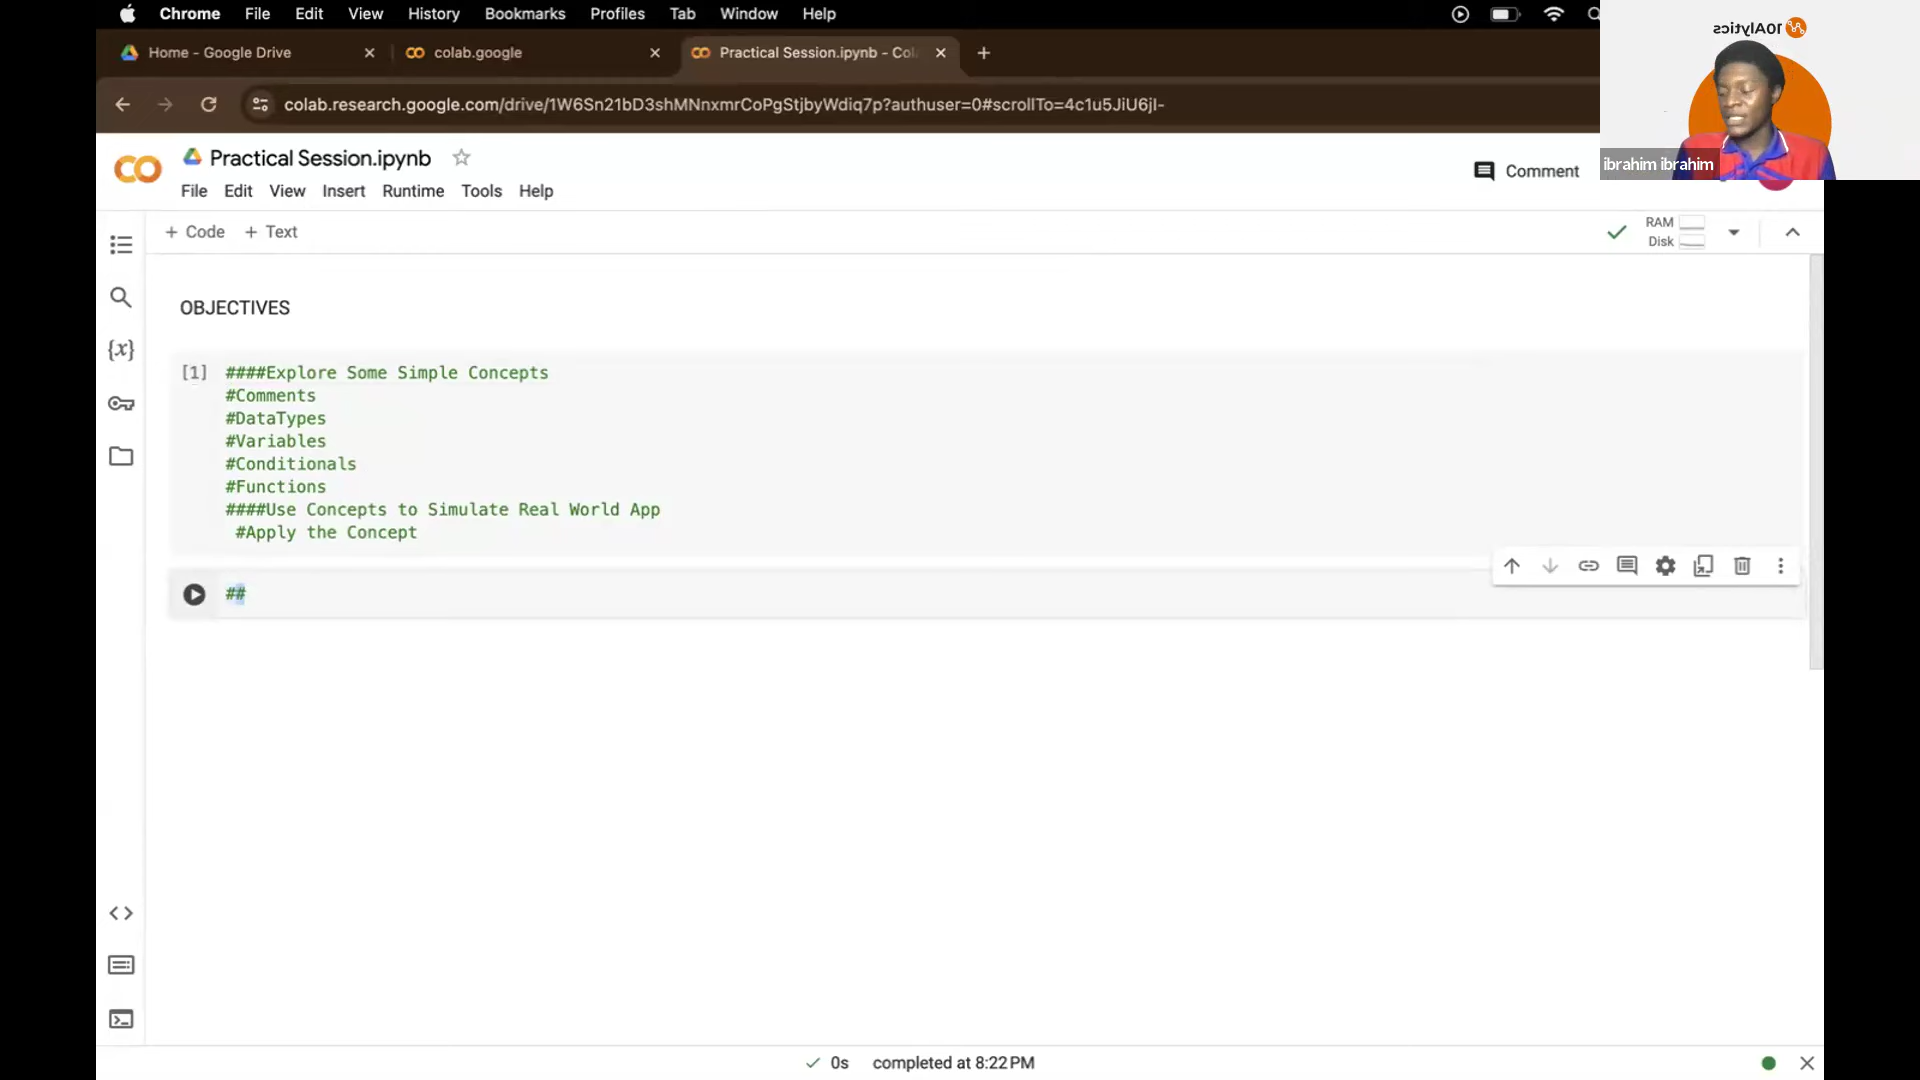 Chrome File Edit View History Bookmarks Profiles Tab Window Help
Home - Google Drive
colab.google
Practical Session.ipynb - Col
colab.research.google.com/drive/1W6Sn21bD3shMNnxmrCoPgStjbyWdiq7p?authuser=0#scrollTo=4c1u5JiU6jI-
10Alytics
ibrahim ibrahim
CO
Practical Session.ipynb
File Edit View Insert Runtime Tools Help
Comment
+ Code + Text
RAM
Disk
OBJECTIVES
[1] ####Explore Some Simple Concepts
#Comments
#DataTypes
#Variables
#Conditionals
#Functions
####Use Concepts to Simulate Real World App
#Apply the Concept
##
{x}
0s completed at 8:22 PM